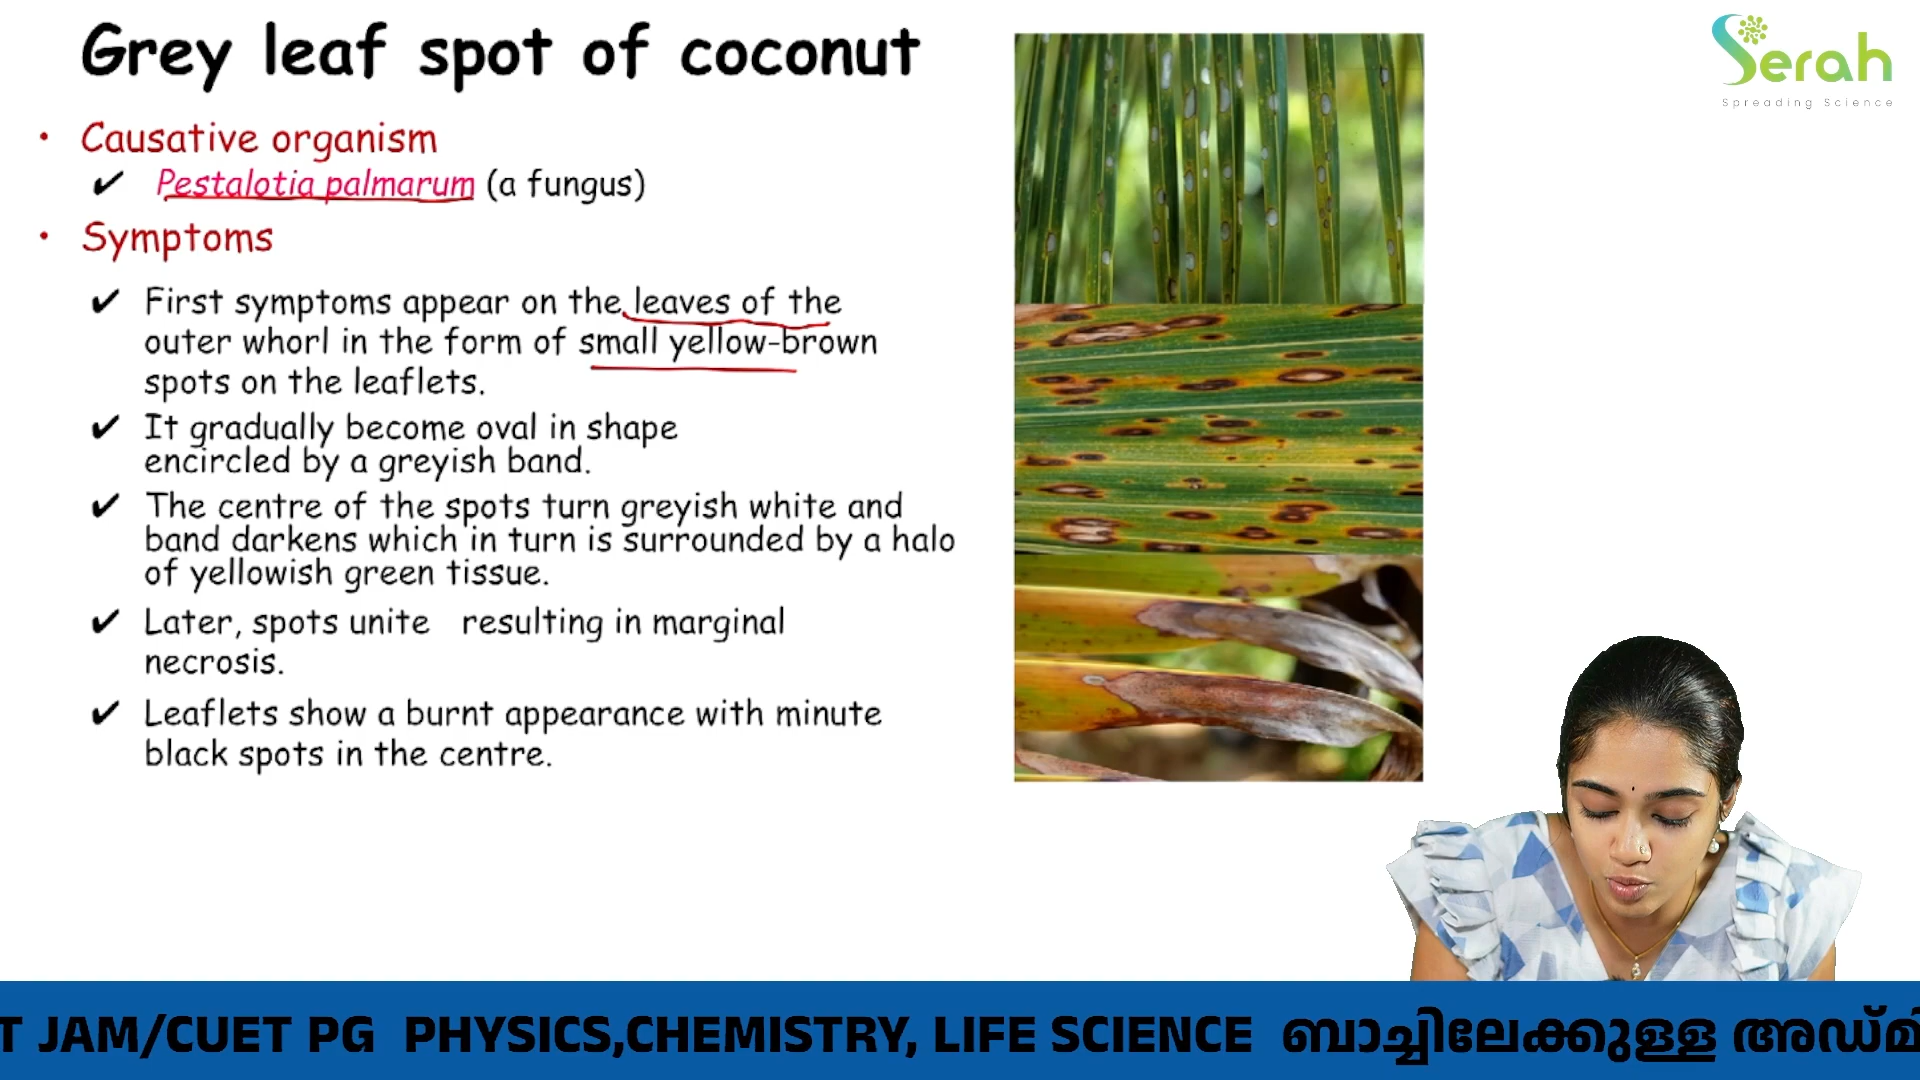 Grey leaf spot of coconut
Serah
Spreading Science
• Causative organism
✔ Pestalotia palmarum (a fungus)
• Symptoms
✔ First symptoms appear on the leaves of the
outer whorl in the form of small yellow-brown
spots on the leaflets.
✔ It gradually become oval in shape
encircled by a greyish band.
✔ The centre of the spots turn greyish white and
band darkens which in turn is surrounded by a halo
of yellowish green tissue.
✔ Later, spots unite resulting in marginal
necrosis.
✔ Leaflets show a burnt appearance with minute
black spots in the centre.
T JAM/CUET PG PHYSICS,CHEMISTRY, LIFE SCIENCE ബാച്ചിലേക്കുള്ള അഡ്മി